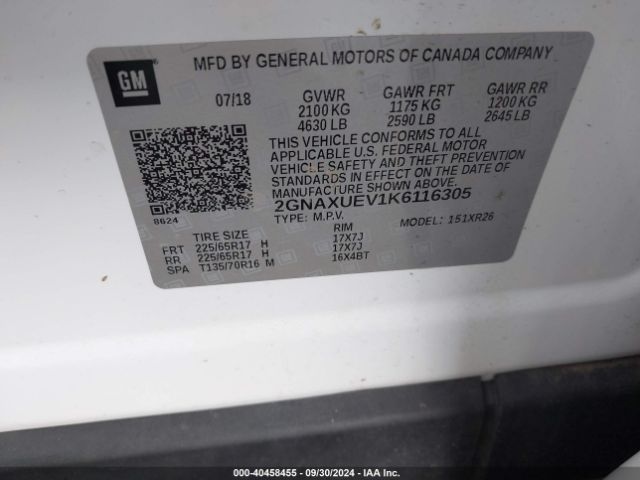 GM
MFD BY GENERAL MOTORS OF CANADA COMPANY
07/18 GVWR GAWR FRT GAWR RR
2100 KG 1175 KG 1200 KG
4630 LB 2590 LB 2645 LB
THIS VEHICLE CONFORMS TO ALL
APPLICABLE U.S. FEDERAL MOTOR
VEHICLE SAFETY AND THEFT PREVENTION
STANDARDS IN EFFECT ON THE DATE OF
MANUFACTURE SHOWN ABOVE.
2GNAXUEV1K6116305
8624 TYPE: M.P.V. MODEL: 151XR26
TIRE SIZE RIM
FRT 225/65R17 H 17X7J
RR 225/65R17 H 17X7J
SPA T135/70R16 M 16X4BT
000-40458455 - 09/30/2024 - IAA Inc.